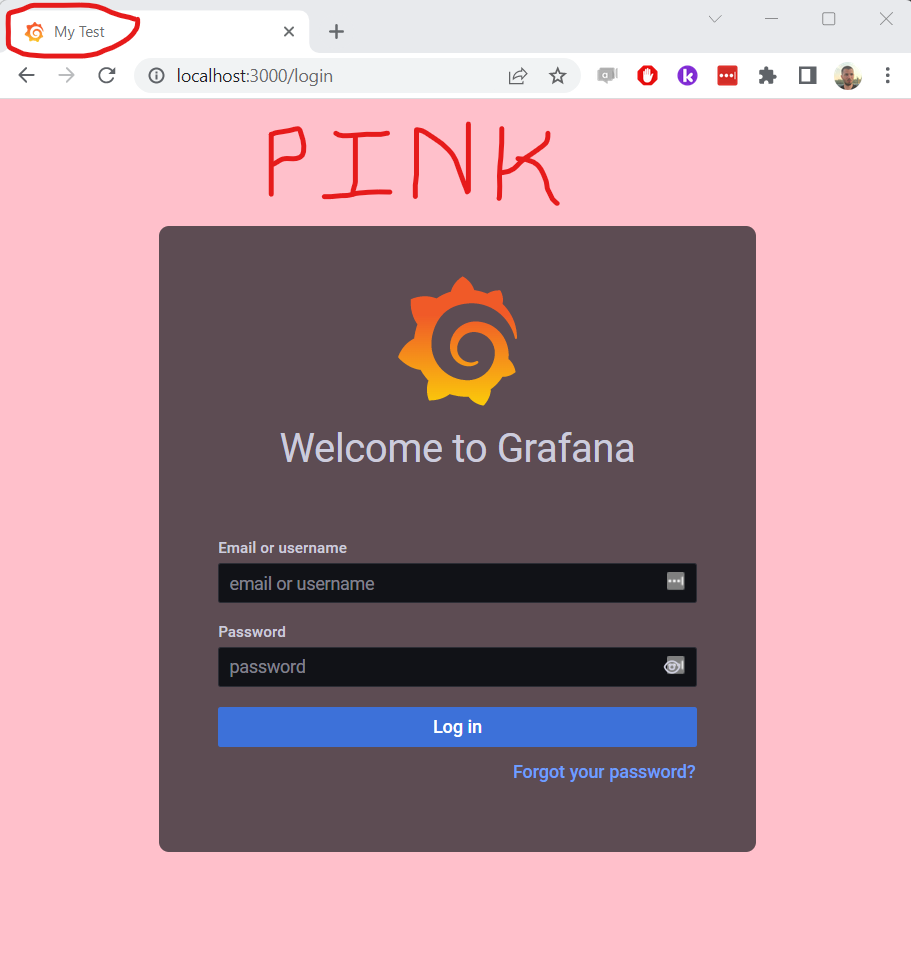 My Test
localhost:3000/login
PINK
Welcome to Grafana
Email or username
email or username
Password
password
Log in
Forgot your password?